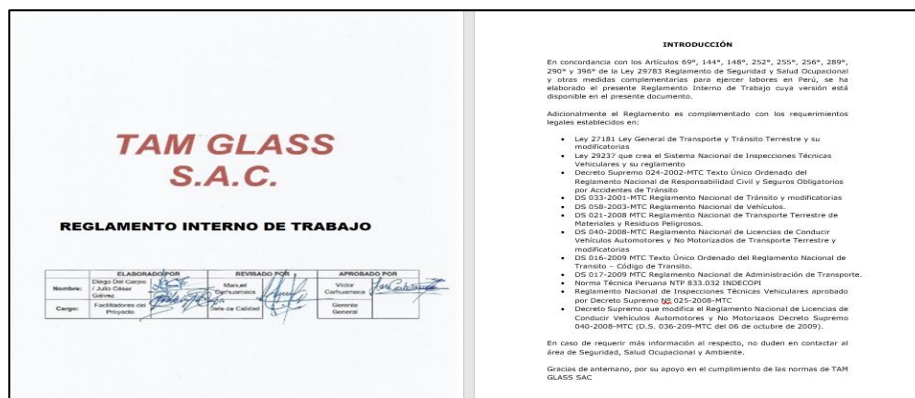 TAM GLASS
S.A.C.
REGLAMENTO INTERNO DE TRABAJO
ELABORADO POR REVISADO POR APROBADO POR
Nombre: Diego Del Carpio / Julio César Gálvez Manuel Carhuamaca Víctor Carhuamaca
Cargo: Facilitadores del Proyecto Jefe de Calidad Gerente General
INTRODUCCIÓN
En concordancia con los Artículos 69°, 144°, 148°, 252°, 255°, 256°, 289°,
290° y 396° de la Ley 29783 Reglamento de Seguridad y Salud Ocupacional
y otras medidas complementarias para ejercer labores en Perú, se ha
elaborado el presente Reglamento Interno de Trabajo cuya versión está
disponible en el presente documento.
Adicionalmente el Reglamento es complementado con los requerimientos
legales establecidos en:
• Ley 27181 Ley General de Transporte y Tránsito Terrestre y su
modificatorias
• Ley 29237 que crea el Sistema Nacional de Inspecciones Técnicas
Vehiculares y su reglamento
• Decreto Supremo 024-2002-MTC Texto Único Ordenado del
Reglamento Nacional de Responsabilidad Civil y Seguros Obligatorios
por Accidentes de Tránsito
• DS 033-2001-MTC Reglamento Nacional de Tránsito y modificatorias
• DS 058-2003-MTC Reglamento Nacional de Vehículos.
• DS 021-2008 MTC Reglamento Nacional de Transporte Terrestre de
Materiales y Residuos Peligrosos.
• DS 040-2008-MTC Reglamento Nacional de Licencias de Conducir
Vehículos Automotores y No Motorizados de Transporte Terrestre y
modificatorias
• DS 016-2009 MTC Texto Único Ordenado del Reglamento Nacional de
Transito – Código de Transito.
• DS 017-2009 MTC Reglamento Nacional de Administración de Transporte.
• Norma Técnica Peruana NTP 833.032 INDECOPI
• Reglamento Nacional de Inspecciones Técnicas Vehiculares aprobado
por Decreto Supremo Nº 025-2008-MTC
• Decreto Supremo que modifica el Reglamento Nacional de Licencias de
Conducir Vehículos Automotores y No Motorizaos Decreto Supremo
040-2008-MTC (D.S. 036-209-MTC del 06 de octubre de 2009).
En caso de requerir más información al respecto, no duden en contactar al
área de Seguridad, Salud Ocupacional y Ambiente.
Gracias de antemano, por su apoyo en el cumplimiento de las normas de TAM
GLASS SAC